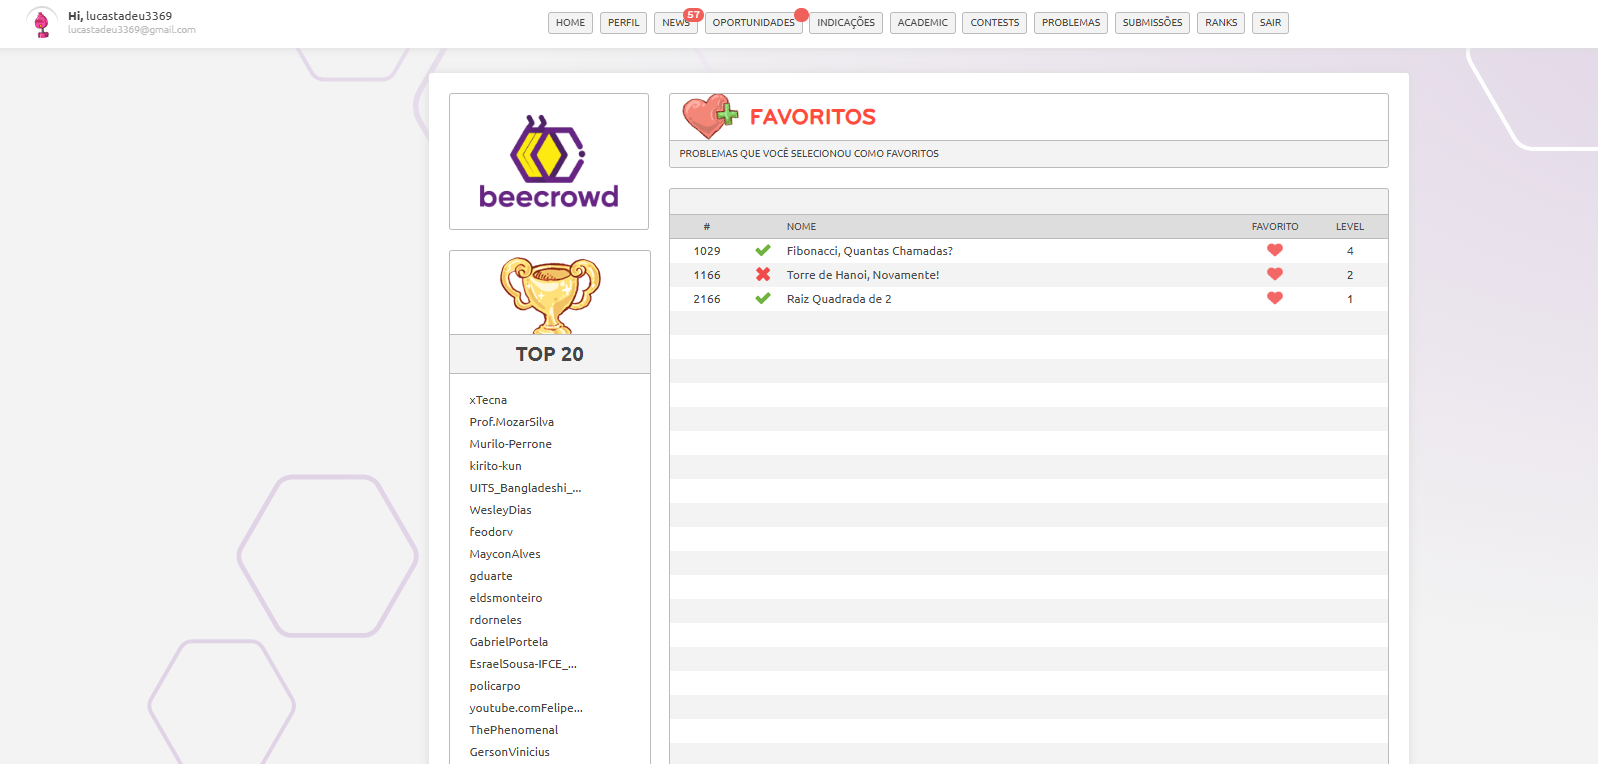 Hi, lucastadeu3369
lucastadeu3369@gmail.com
HOME PERFIL NEWS 57 OPORTUNIDADES INDICAÇÕES ACADEMIC CONTESTS PROBLEMAS SUBMISSÕES RANKS SAIR
beecrowd
TOP 20
xTecna
Prof.MozarSilva
Murilo-Perrone
kirito-kun
UITS_Bangladeshi_...
WesleyDias
feodorv
MayconAlves
gduarte
eldsmonteiro
rdorneles
GabrielPortela
EsraelSousa-IFCE_...
policarpo
youtube.comFelipe...
ThePhenomenal
GersonVinicius
FAVORITOS
PROBLEMAS QUE VOCÊ SELECIONOU COMO FAVORITOS
# NOME FAVORITO LEVEL
1029 Fibonacci, Quantas Chamadas? 4
1166 Torre de Hanoi, Novamente! 2
2166 Raiz Quadrada de 2 1